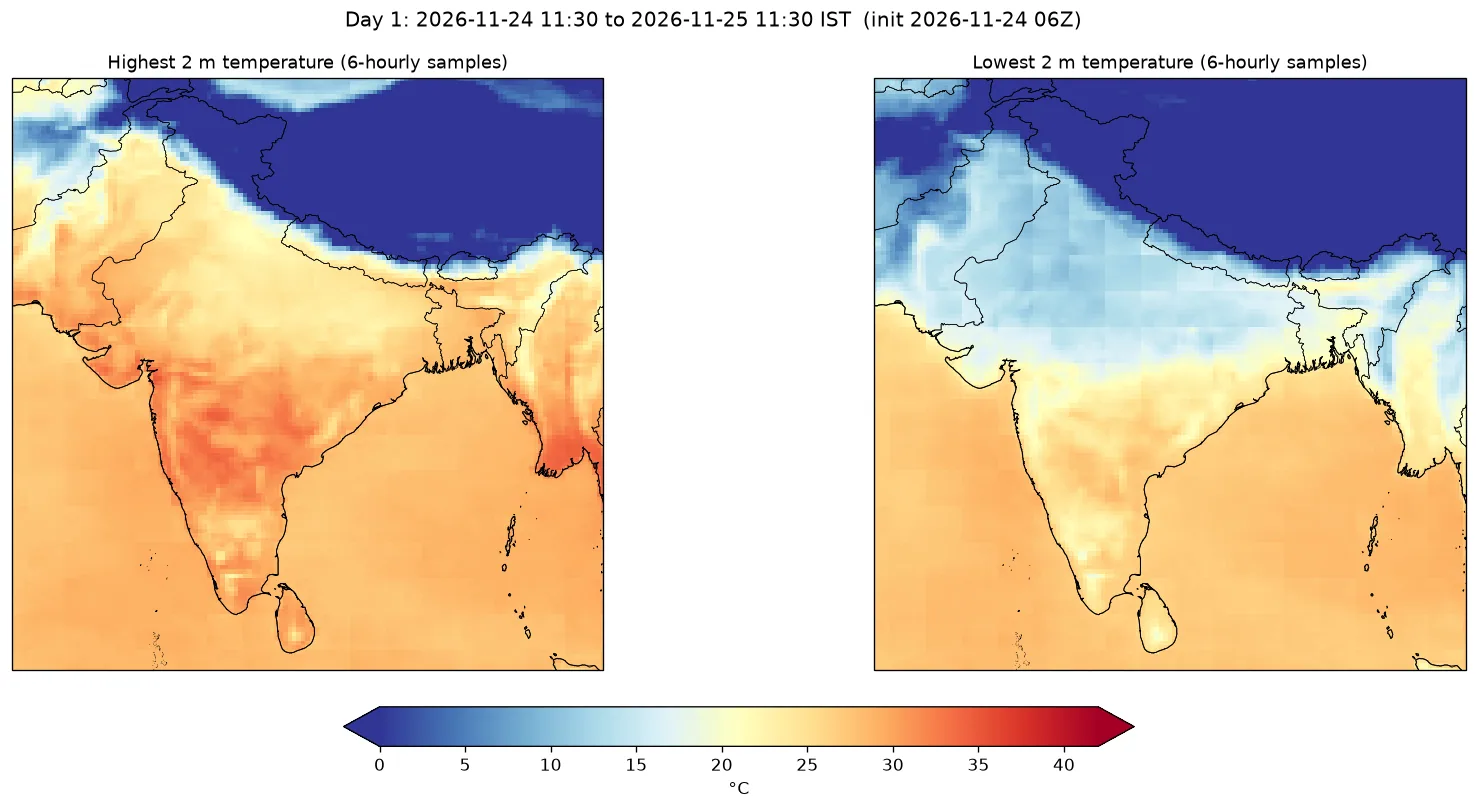 Day 1: 2026-11-24 11:30 to 2026-11-25 11:30 IST  (init 2026-11-24 06Z)
Highest 2 m temperature (6-hourly samples)
Lowest 2 m temperature (6-hourly samples)
0 5 10 15 20 25 30 35 40
°C